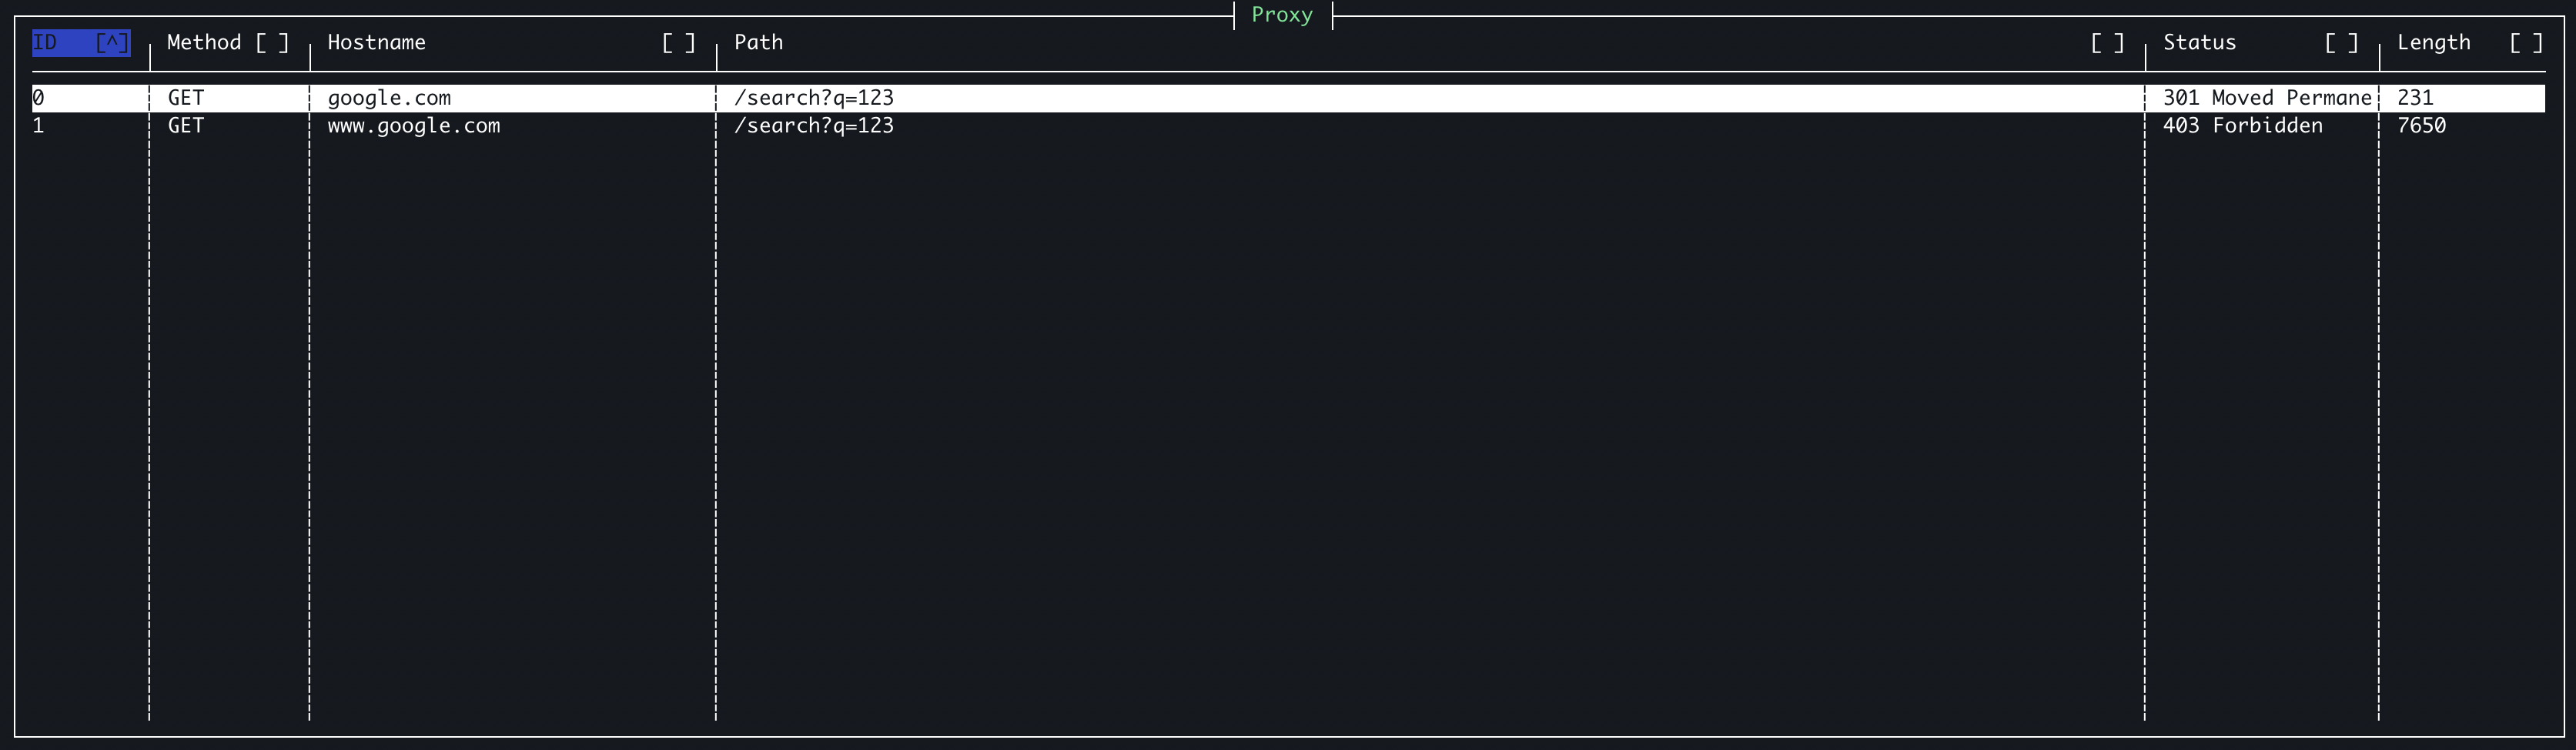 Proxy
ID [^] Method [ ] Hostname [ ] Path [ ] Status [ ] Length [ ]
0 GET google.com /search?q=123 301 Moved Permane 231
1 GET www.google.com /search?q=123 403 Forbidden 7650